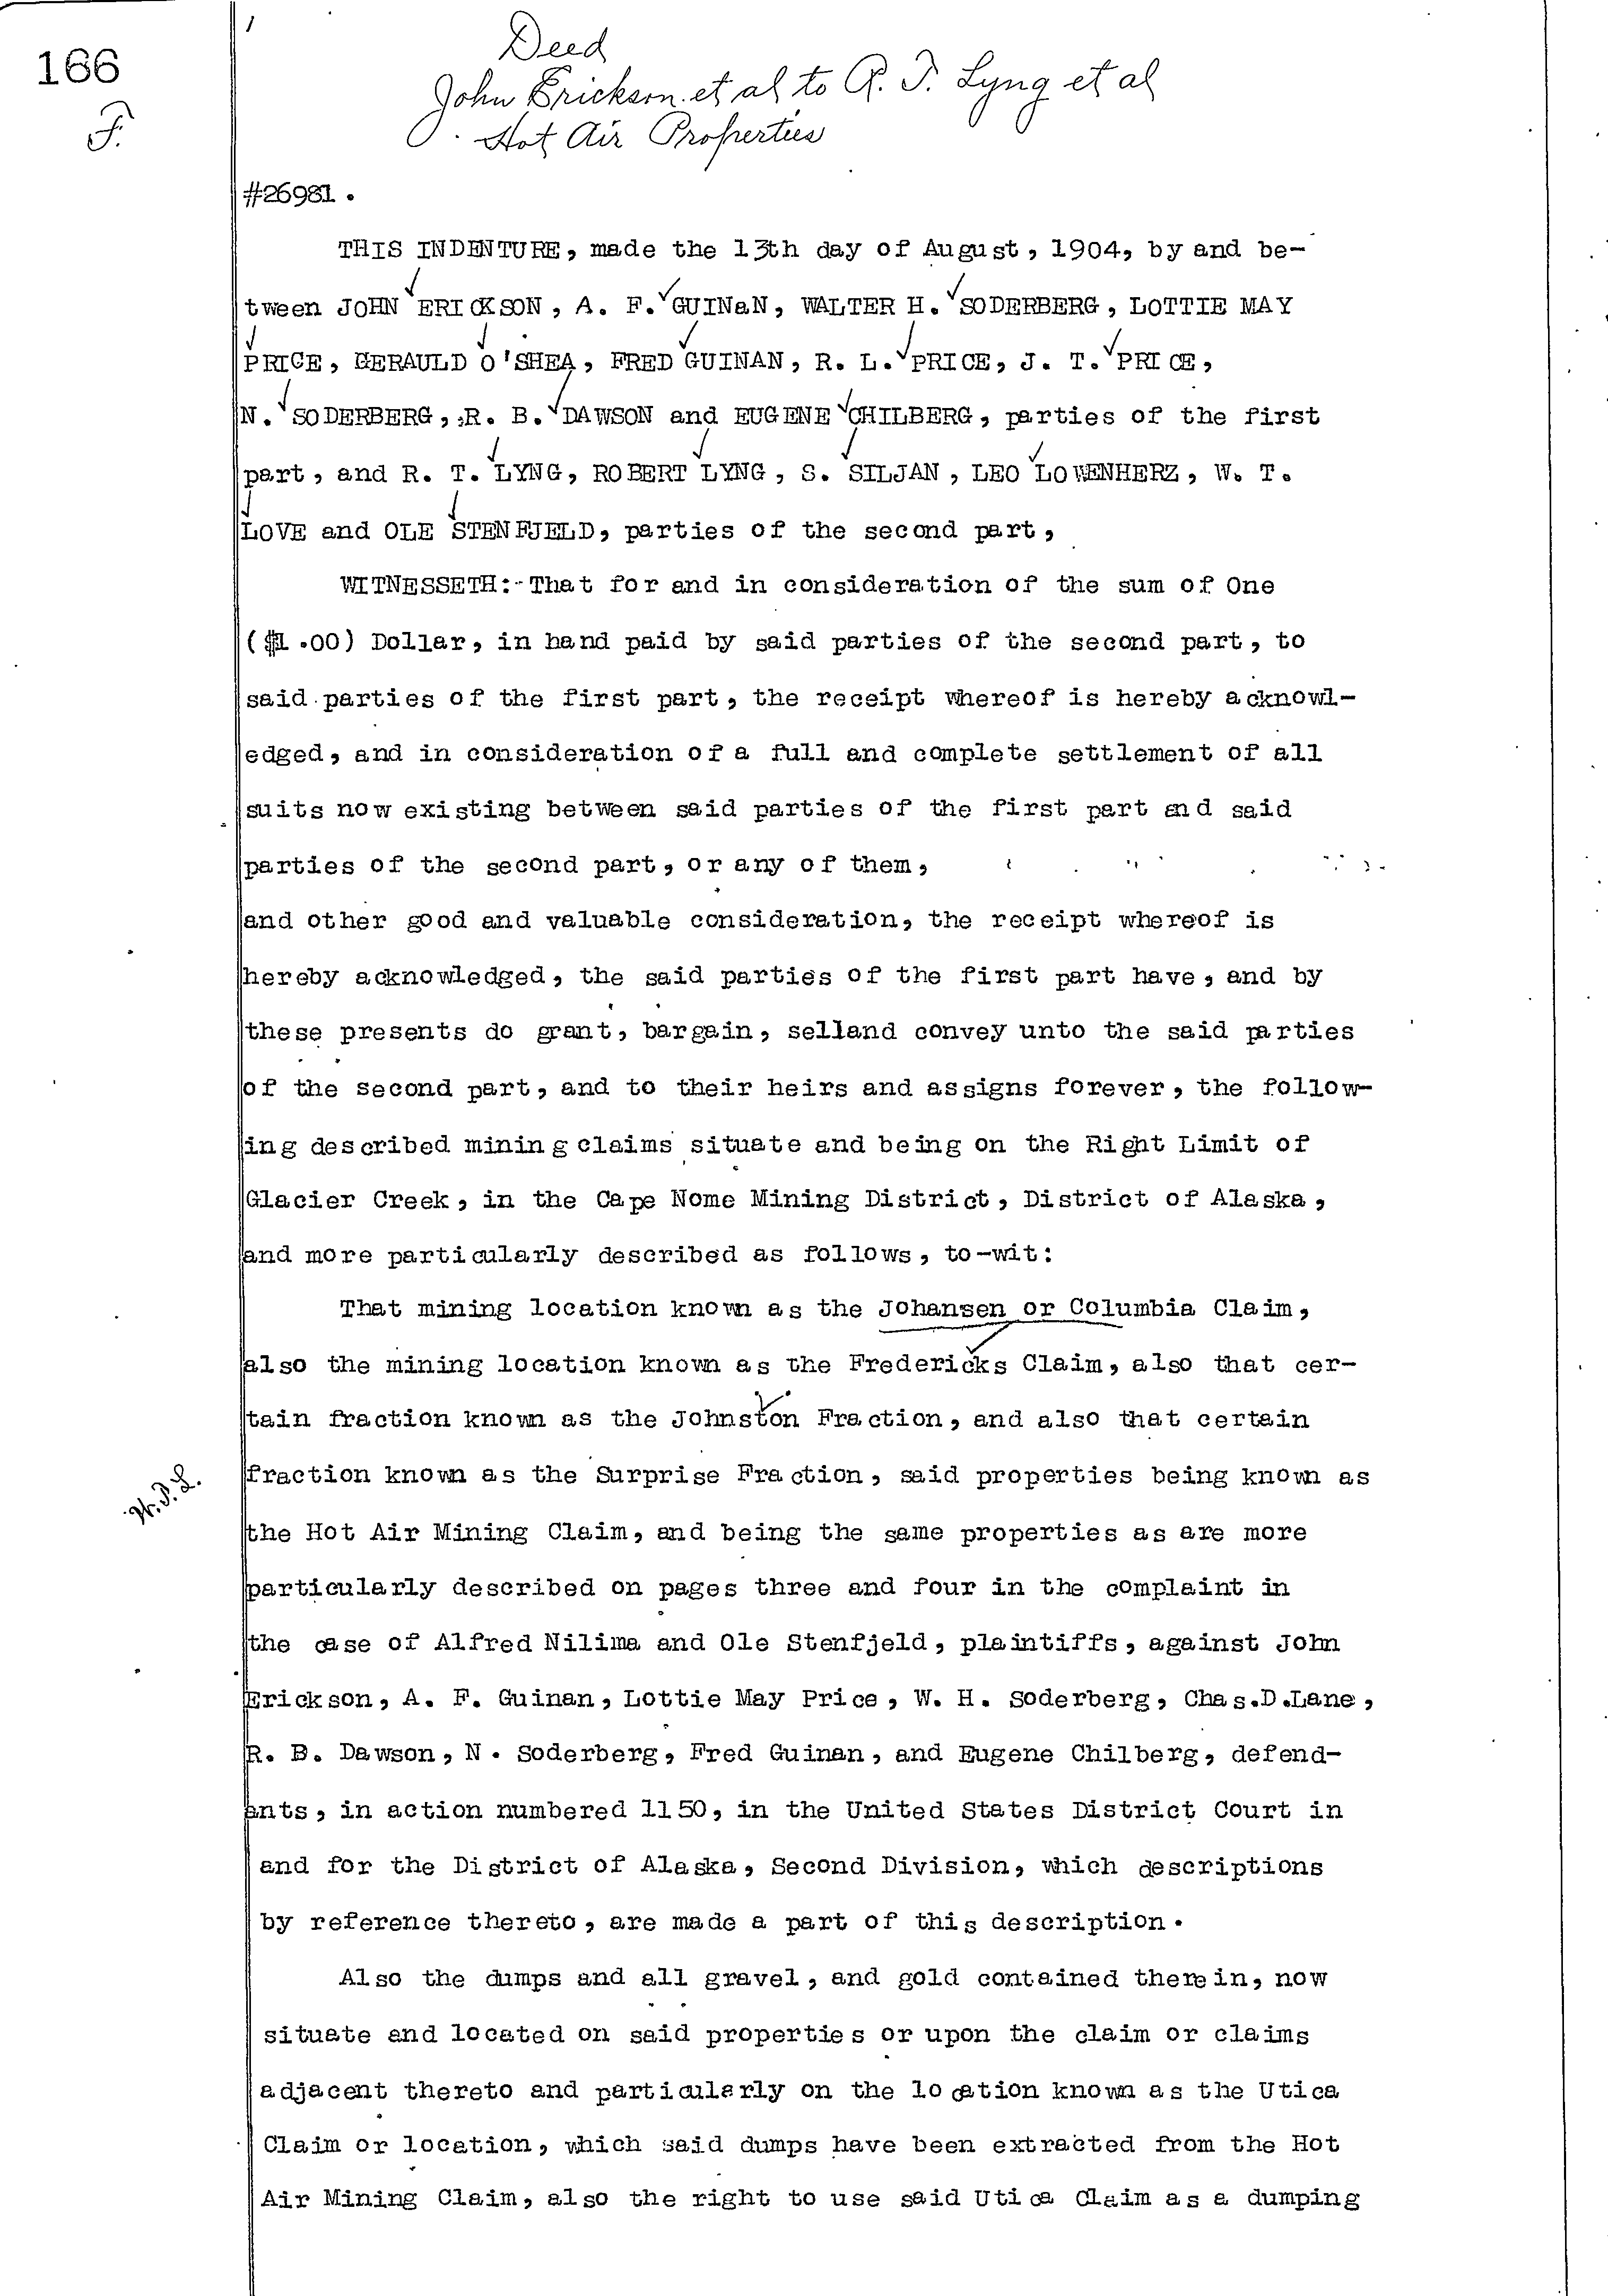 166
F.
Deed
John Erickson et al to R. T. Lyng et al
Hot Air Properties
#26981.
THIS INDENTURE, made the 13th day of August, 1904, by and be-
tween JOHN ERICKSON, A. F. GUINaN, WALTER H. SODERBERG, LOTTIE MAY
PRICE, GERAULD O'SHEA, FRED GUINAN, R. L. PRICE, J. T. PRICE,
N. SODERBERG, R. B. DAWSON and EUGENE CHILBERG, parties of the first
part, and R. T. LYNG, ROBERT LYNG, S. SILJAN, LEO LOWENHERZ, W. T.
LOVE and OLE STENFJELD, parties of the second part,
WITNESSETH:-That for and in consideration of the sum of One
($1.00) Dollar, in hand paid by said parties of the second part, to
said parties of the first part, the receipt whereof is hereby acknowl-
edged, and in consideration of a full and complete settlement of all
suits now existing between said parties of the first part and said
parties of the second part, or any of them,
and other good and valuable consideration, the receipt whereof is
hereby acknowledged, the said parties of the first part have, and by
these presents do grant, bargain,selland convey unto the said parties
of the second part, and to their heirs and assigns forever, the follow-
ing described mining claims situate and being on the Right Limit of
Glacier Creek, in the Cape Nome Mining District, District of Alaska,
and more particularly described as follows, to-wit:
That mining location known as the Johansen or Columbia Claim,
also the mining location known as the Fredericks Claim, also that cer-
tain fraction known as the Johnston Fraction, and also that certain
fraction known as the Surprise Fraction, said properties being known as
W.T.L.
the Hot Air Mining Claim, and being the same properties as are more
particularly described on pages three and four in the complaint in
the case of Alfred Nilima and Ole Stenfjeld, plaintiffs, against John
Erickson, A. F. Guinan, Lottie May Price, W. H. Soderberg, Chas.D.Lane,
R. B. Dawson, N. Soderberg, Fred Guinan, and Eugene Chilberg, defend-
ants, in action numbered 1150, in the United States District Court in
and for the District of Alaska, Second Division, which descriptions
by reference thereto, are made a part of this description.
Also the dumps and all gravel, and gold contained therein, now
situate and located on said properties or upon the claim or claims
adjacent thereto and particularly on the location known as the Utica
Claim or location, which said dumps have been extracted from the Hot
Air Mining Claim, also the right to use said Utica Claim as a dumping